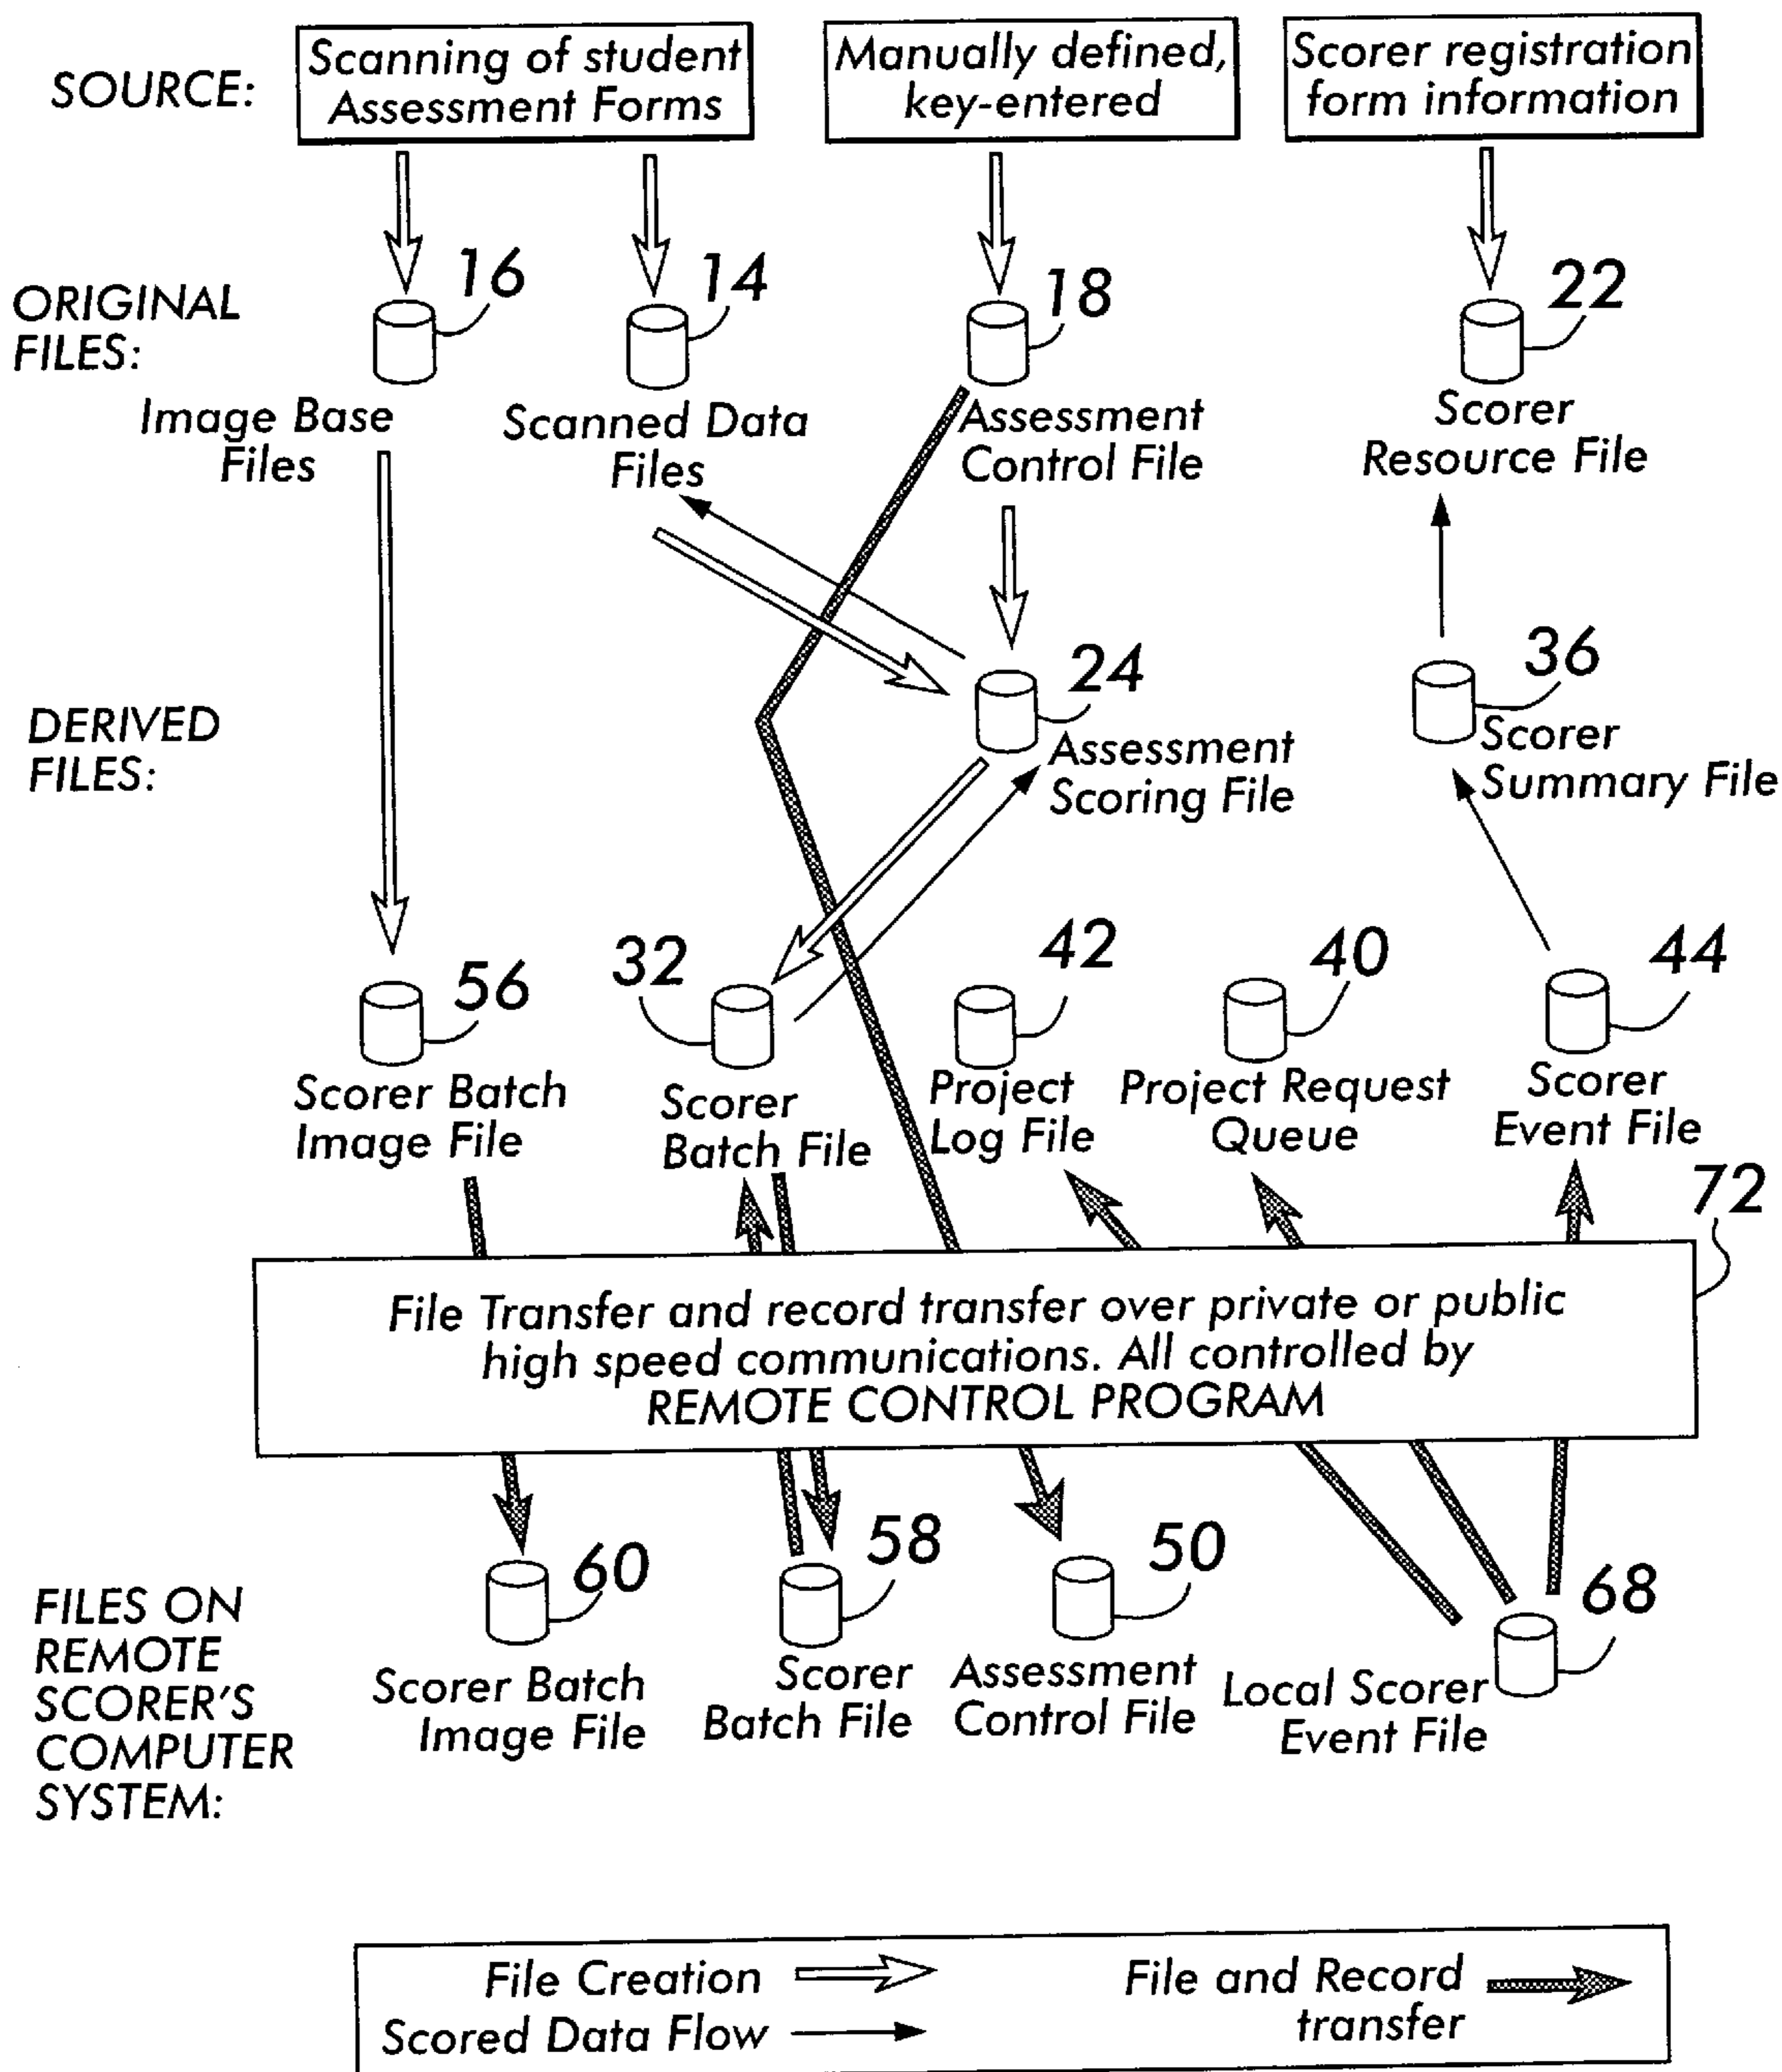 SOURCE:
Scanning of student
Assessment Forms
Manually defined,
key-entered
Scorer registration
form information
ORIGINAL
FILES:
16
14
18
22
Image Base
Files
Scanned Data
Files
Assessment
Control File
Scorer
Resource File
DERIVED
FILES:
24
Assessment
Scoring File
36
Scorer
Summary File
56
32
42
40
44
Scorer Batch
Image File
Scorer
Batch File
Project
Log File
Project Request
Queue
Scorer
Event File
72
File Transfer and record transfer over private or public
high speed communications. All controlled by
REMOTE CONTROL PROGRAM
FILES ON
REMOTE
SCORER'S
COMPUTER
SYSTEM:
60
58
50
68
Scorer Batch
Image File
Scorer
Batch File
Assessment
Control File
Local Scorer
Event File
File Creation
Scored Data Flow
File and Record
transfer